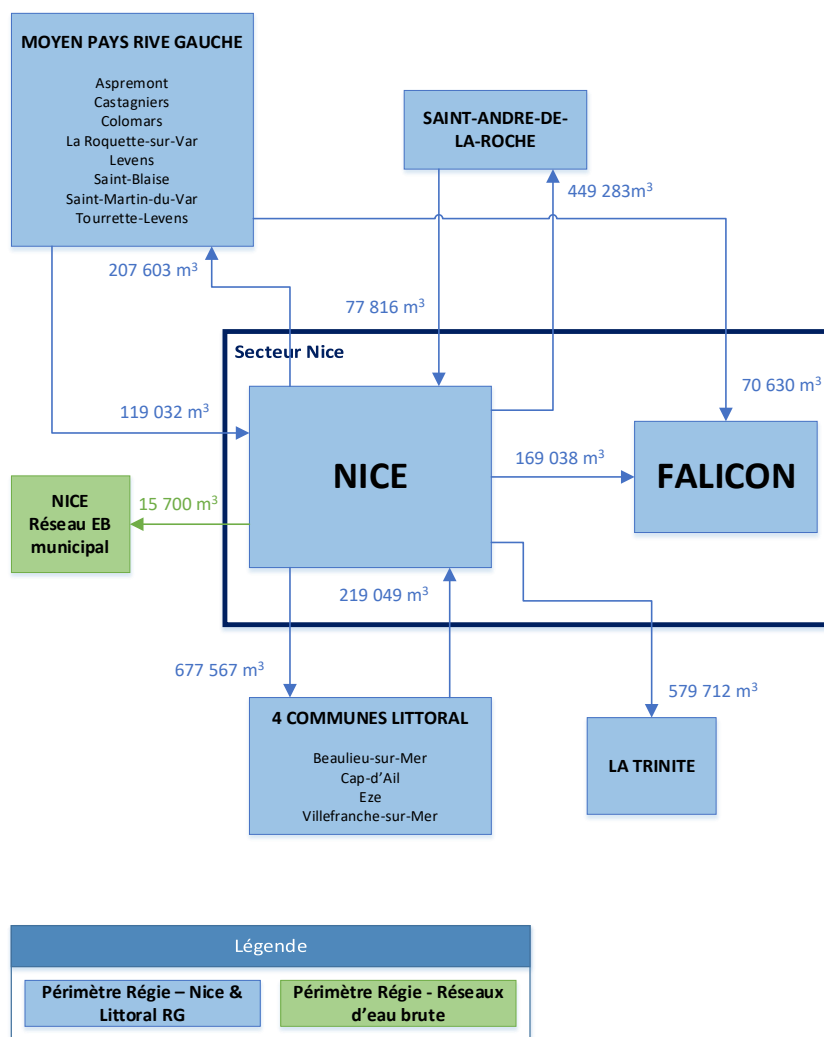 MOYEN PAYS RIVE GAUCHE
Aspremont
Castagniers
Colomars
La Roquette-sur-Var
Levens
Saint-Blaise
Saint-Martin-du-Var
Tourrette-Levens
SAINT-ANDRE-DE-
LA-ROCHE
449 283m³
207 603 m³
77 816 m³
Secteur Nice
70 630 m³
119 032 m³
NICE
169 038 m³
FALICON
NICE
Réseau EB
municipal
15 700 m³
219 049 m³
677 567 m³
579 712 m³
4 COMMUNES LITTORAL
Beaulieu-sur-Mer
Cap-d'Ail
Eze
Villefranche-sur-Mer
LA TRINITE
Légende
Périmètre Régie – Nice &
Littoral RG
Périmètre Régie - Réseaux
d'eau brute